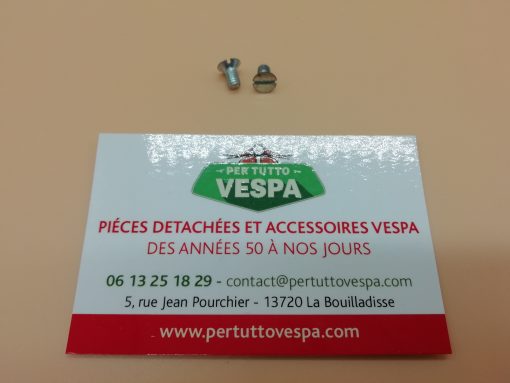 PER TUTTO
VESPA
PIÉCES DETACHÉES ET ACCESSOIRES VESPA
DES ANNÉES 50 À NOS JOURS
06 13 25 18 29 - contact@pertuttovespa.com
5, rue Jean Pourchier - 13720 La Bouilladisse
www.pertuttovespa.com